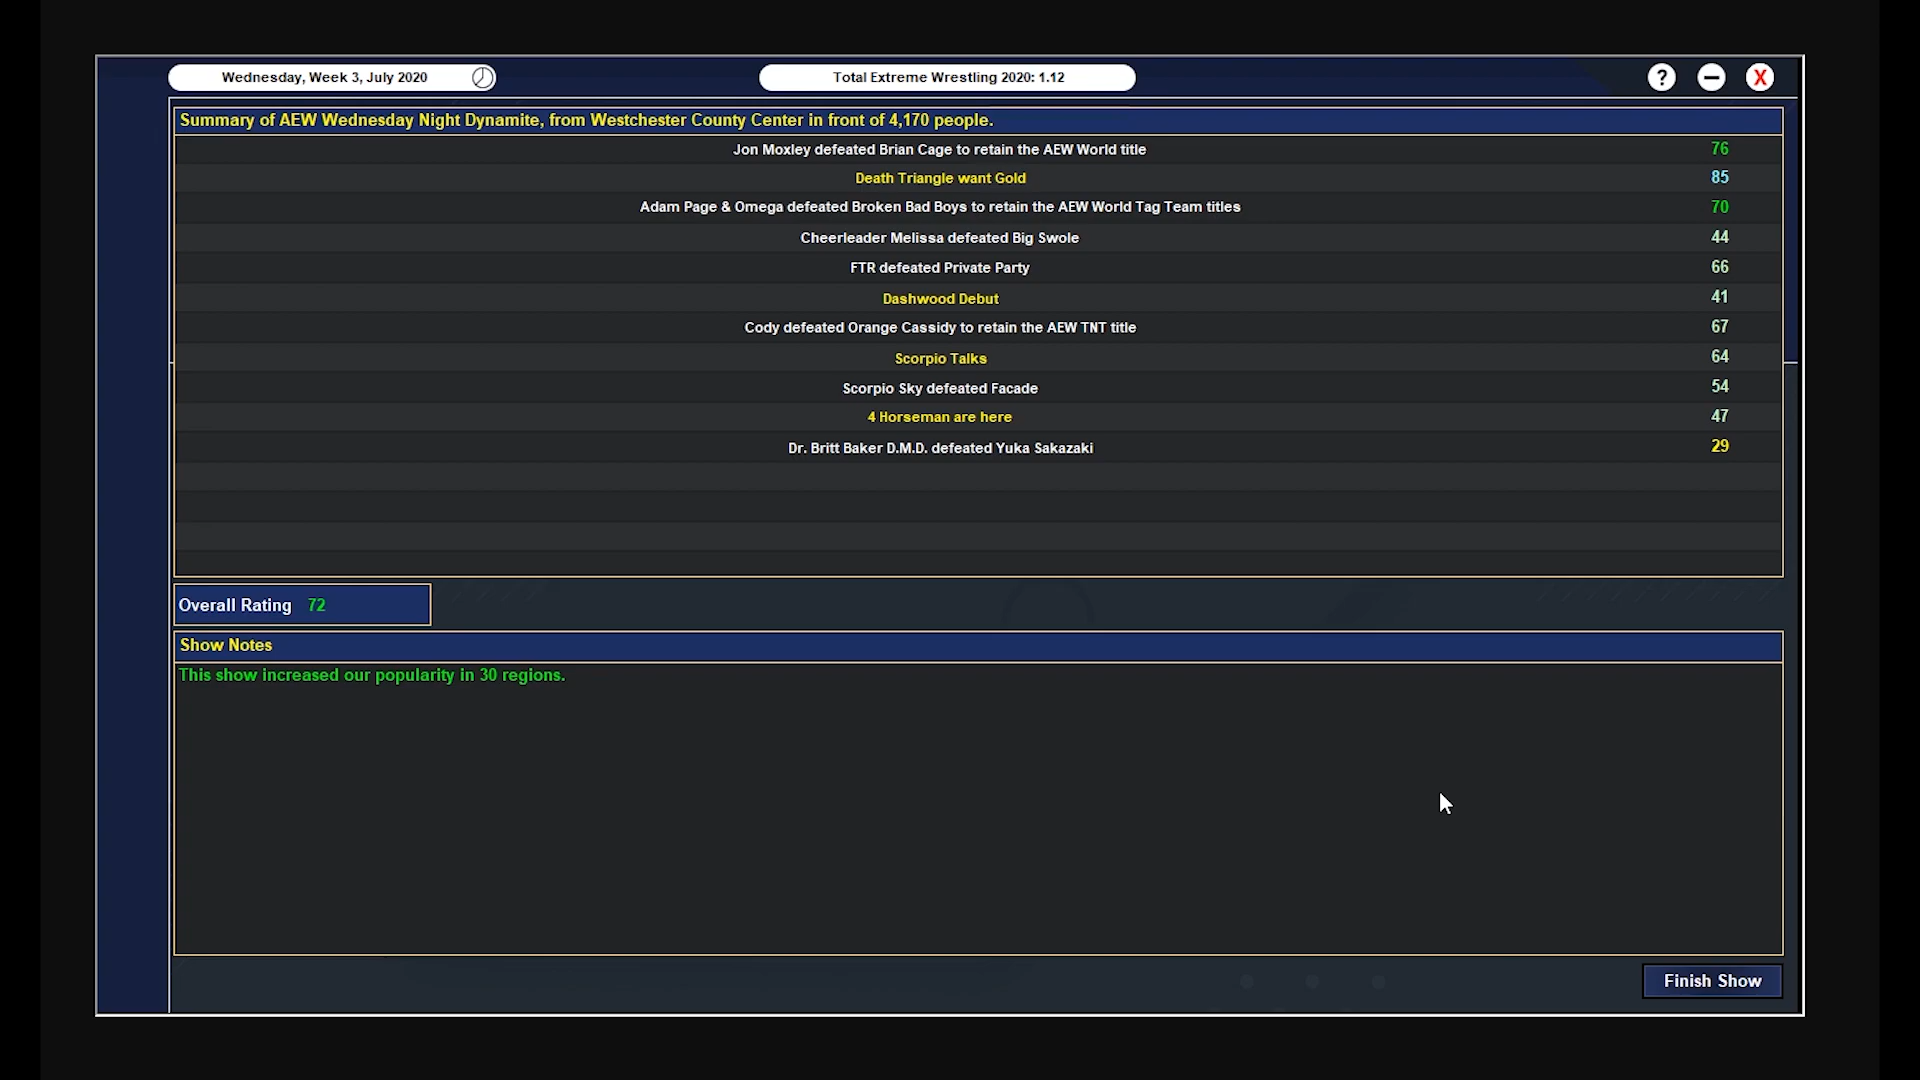 Wednesday, Week 3, July 2020
Total Extreme Wrestling 2020: 1.12
?
X
Summary of AEW Wednesday Night Dynamite, from Westchester County Center in front of 4,170 people.
Jon Moxley defeated Brian Cage to retain the AEW World title 76
Death Triangle want Gold 85
Adam Page & Omega defeated Broken Bad Boys to retain the AEW World Tag Team titles 70
Cheerleader Melissa defeated Big Swole 44
FTR defeated Private Party 66
Dashwood Debut 41
Cody defeated Orange Cassidy to retain the AEW TNT title 67
Scorpio Talks 64
Scorpio Sky defeated Facade 54
4 Horseman are here 47
Dr. Britt Baker D.M.D. defeated Yuka Sakazaki 29
Overall Rating 72
Show Notes
This show increased our popularity in 30 regions.
Finish Show